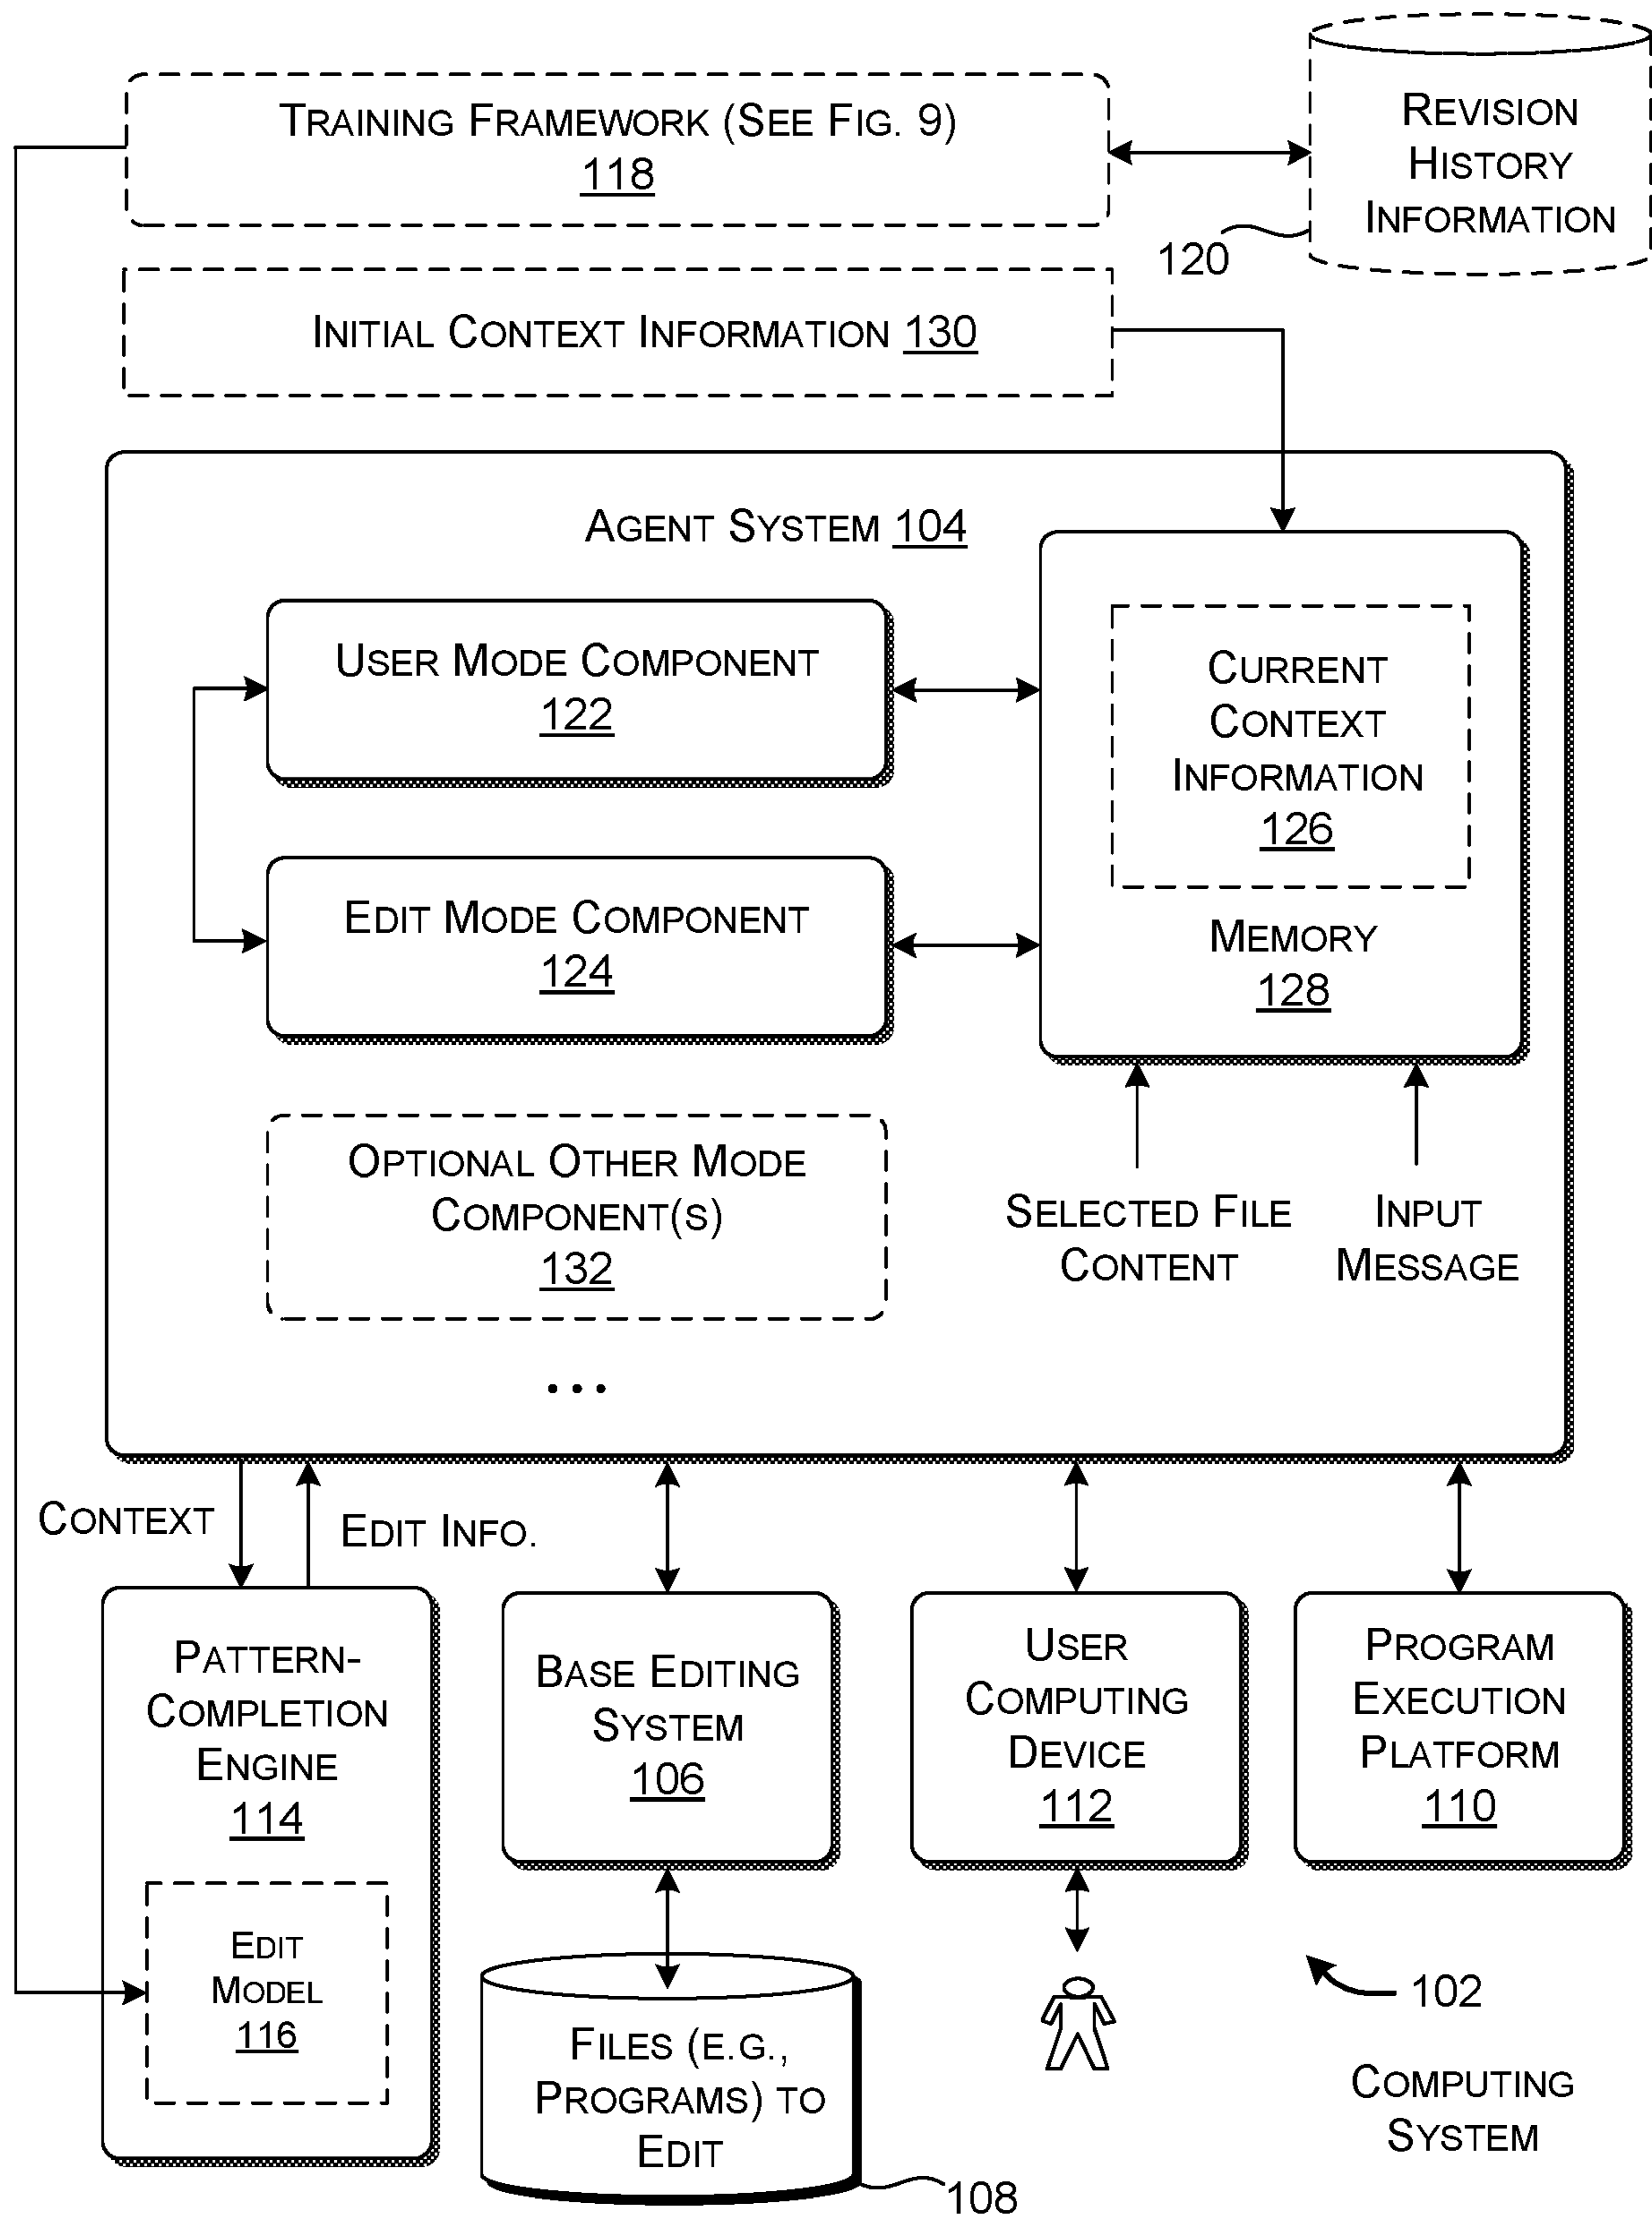 TRAINING FRAMEWORK (SEE FIG. 9)
118
REVISION
HISTORY
INFORMATION
120
INITIAL CONTEXT INFORMATION 130
AGENT SYSTEM 104
USER MODE COMPONENT
122
CURRENT
CONTEXT
INFORMATION
126
EDIT MODE COMPONENT
124
MEMORY
128
OPTIONAL OTHER MODE
COMPONENT(S)
132
SELECTED FILE
CONTENT
INPUT
MESSAGE
...
CONTEXT
EDIT INFO.
PATTERN-
COMPLETION
ENGINE
114
EDIT
MODEL
116
BASE EDITING
SYSTEM
106
USER
COMPUTING
DEVICE
112
PROGRAM
EXECUTION
PLATFORM
110
FILES (E.G.,
PROGRAMS) TO
EDIT
108
102
COMPUTING
SYSTEM